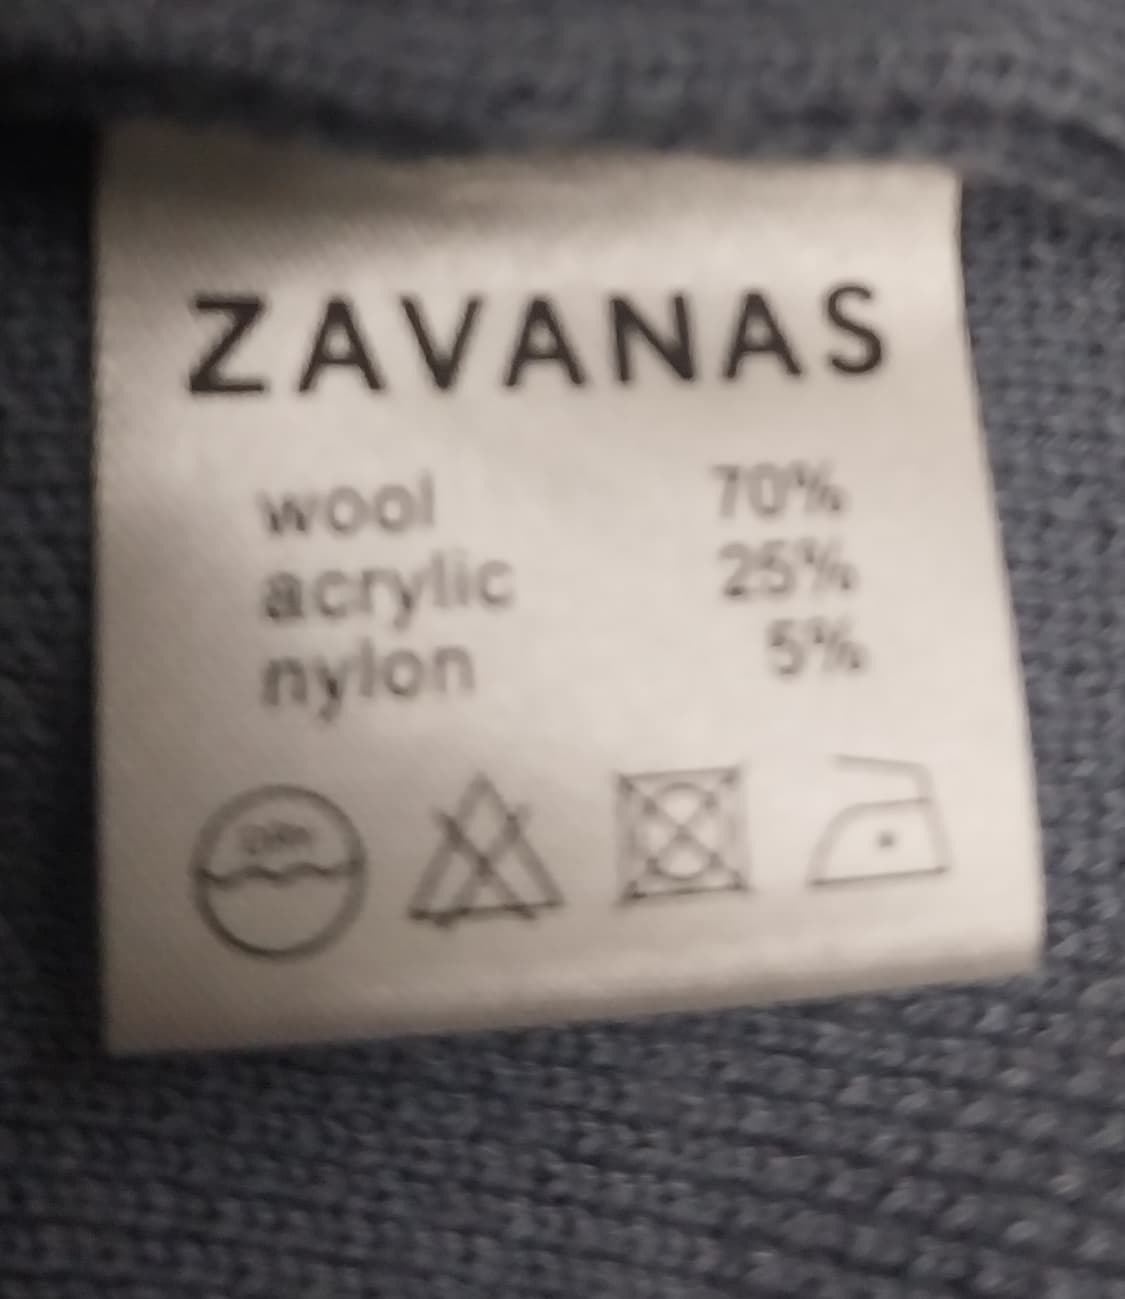 ZAVANAS
wool 70%
acrylic 25%
nylon 5%